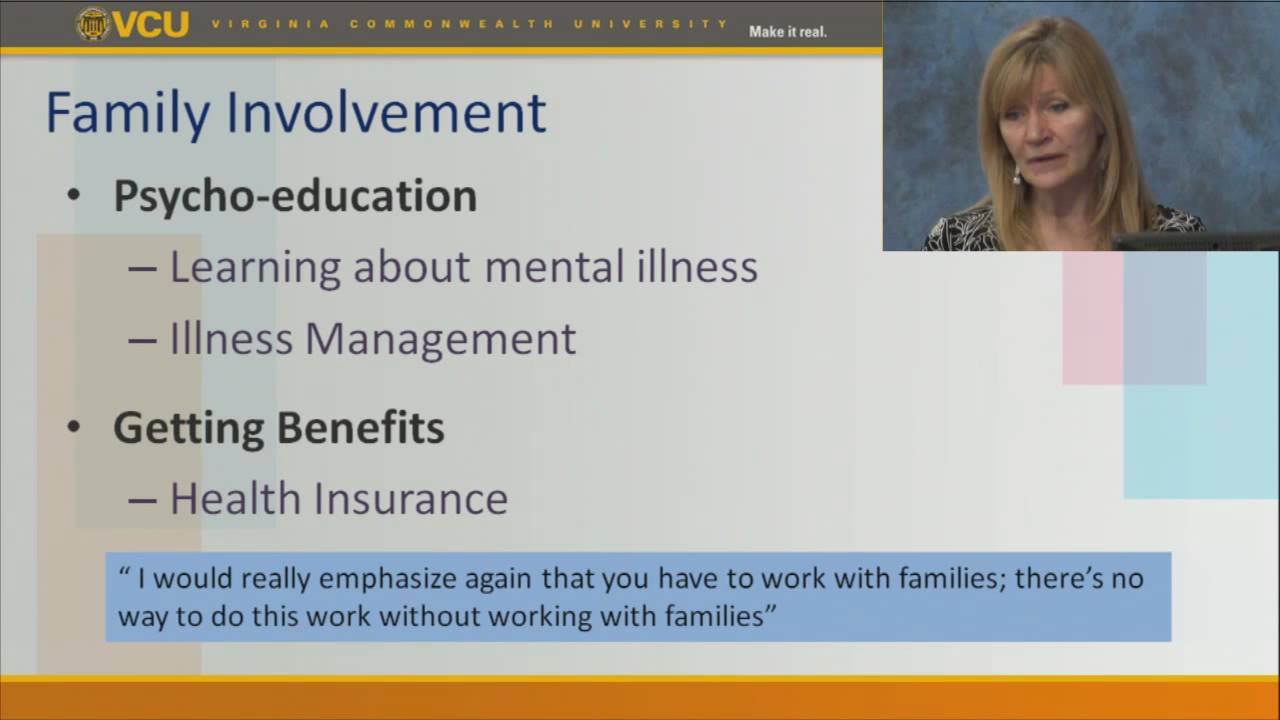 VCU VIRGINIA COMMONWEALTH UNIVERSITY Make it real.
Family Involvement
• Psycho-education
– Learning about mental illness
– Illness Management
• Getting Benefits
– Health Insurance
“ I would really emphasize again that you have to work with families; there’s no
way to do this work without working with families”